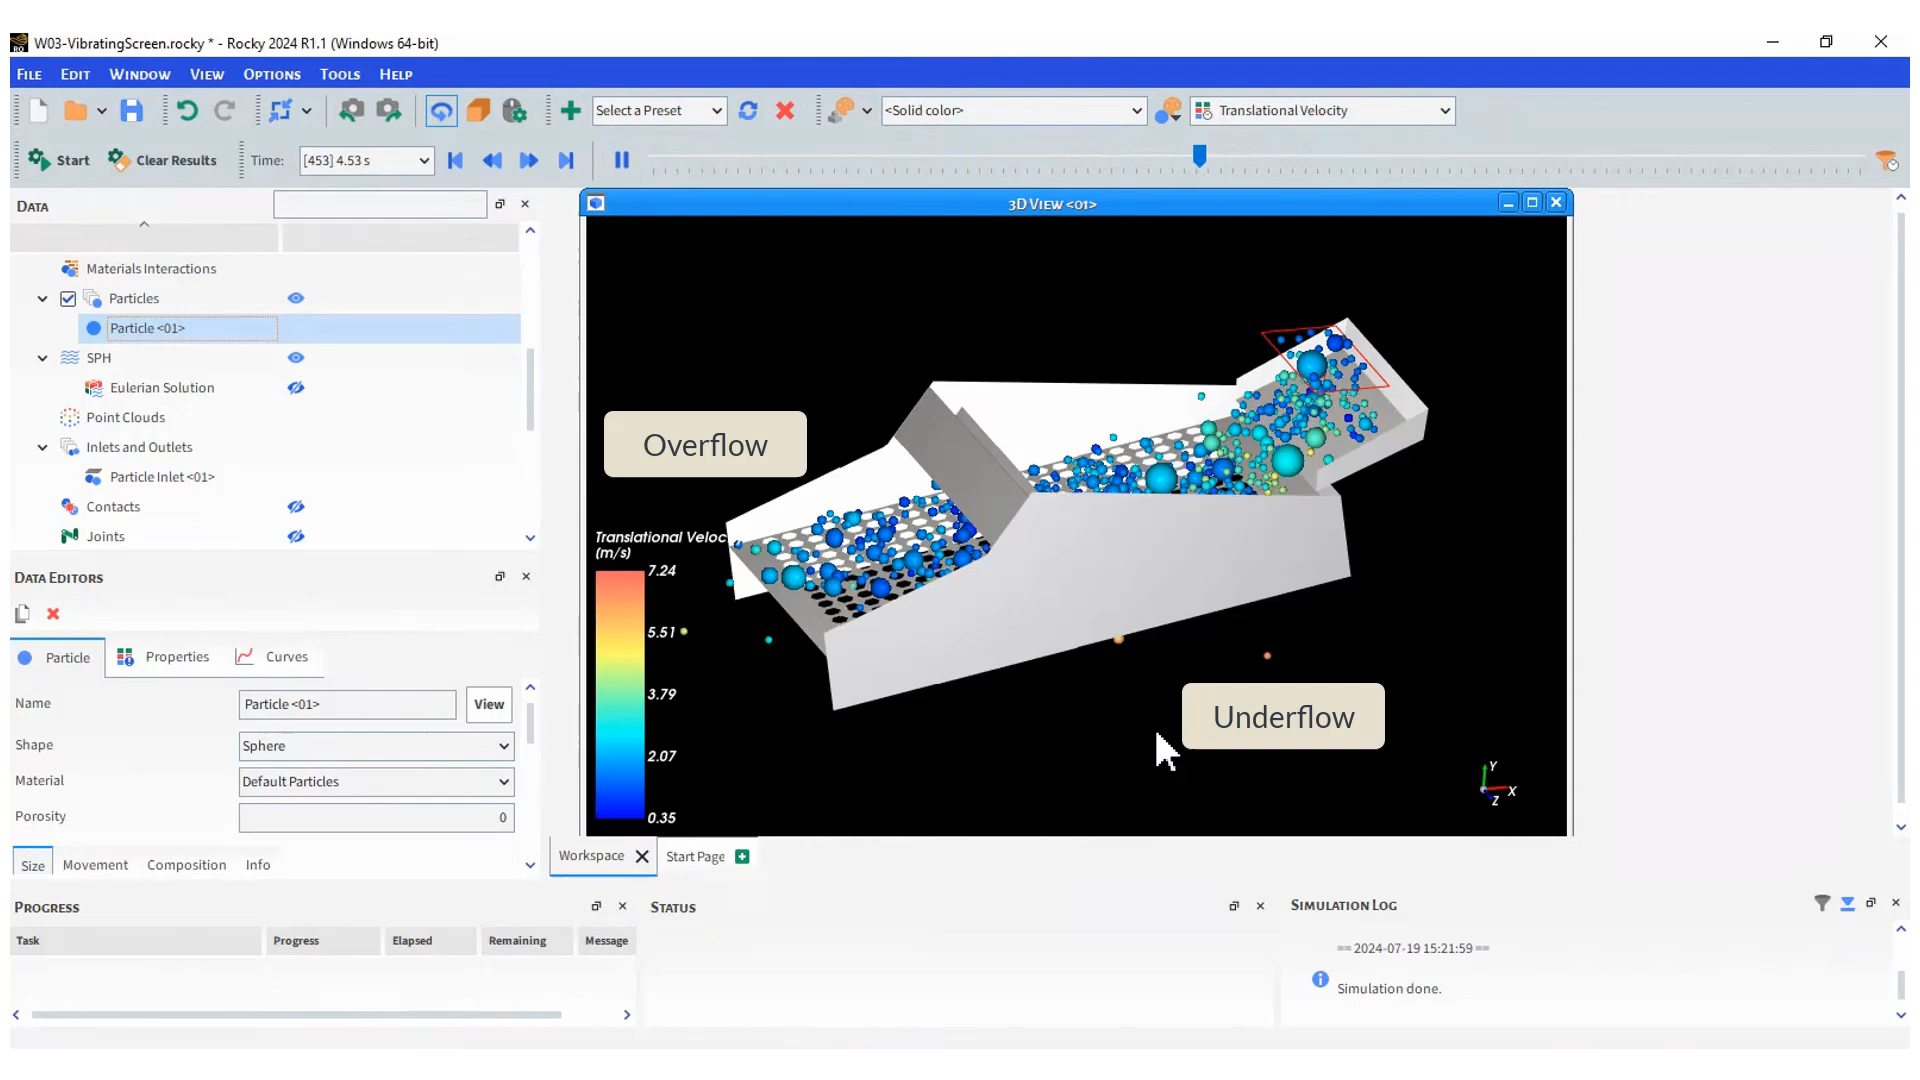 W03-VibratingScreen.rocky * - Rocky 2024 R1.1 (Windows 64-bit)
FILE EDIT WINDOW VIEW OPTIONS TOOLS HELP
Select a Preset <Solid color> Translational Velocity
Start Clear Results Time: [453] 4.53 s
DATA
3D VIEW <01>
Materials Interactions
Particles
Particle <01>
SPH
Eulerian Solution
Point Clouds
Inlets and Outlets
Particle Inlet <01>
Contacts
Joints
Overflow
Translational Veloc
(m/s)
7.24
5.51
3.79
2.07
0.35
Underflow
Y
X
Z
DATA EDITORS
Particle Properties Curves
Name Particle <01> View
Shape Sphere
Material Default Particles
Porosity 0
Size Movement Composition Info
Workspace Start Page
PROGRESS
Task Progress Elapsed Remaining Message
STATUS
SIMULATION LOG
== 2024-07-19 15:21:59 ==
Simulation done.